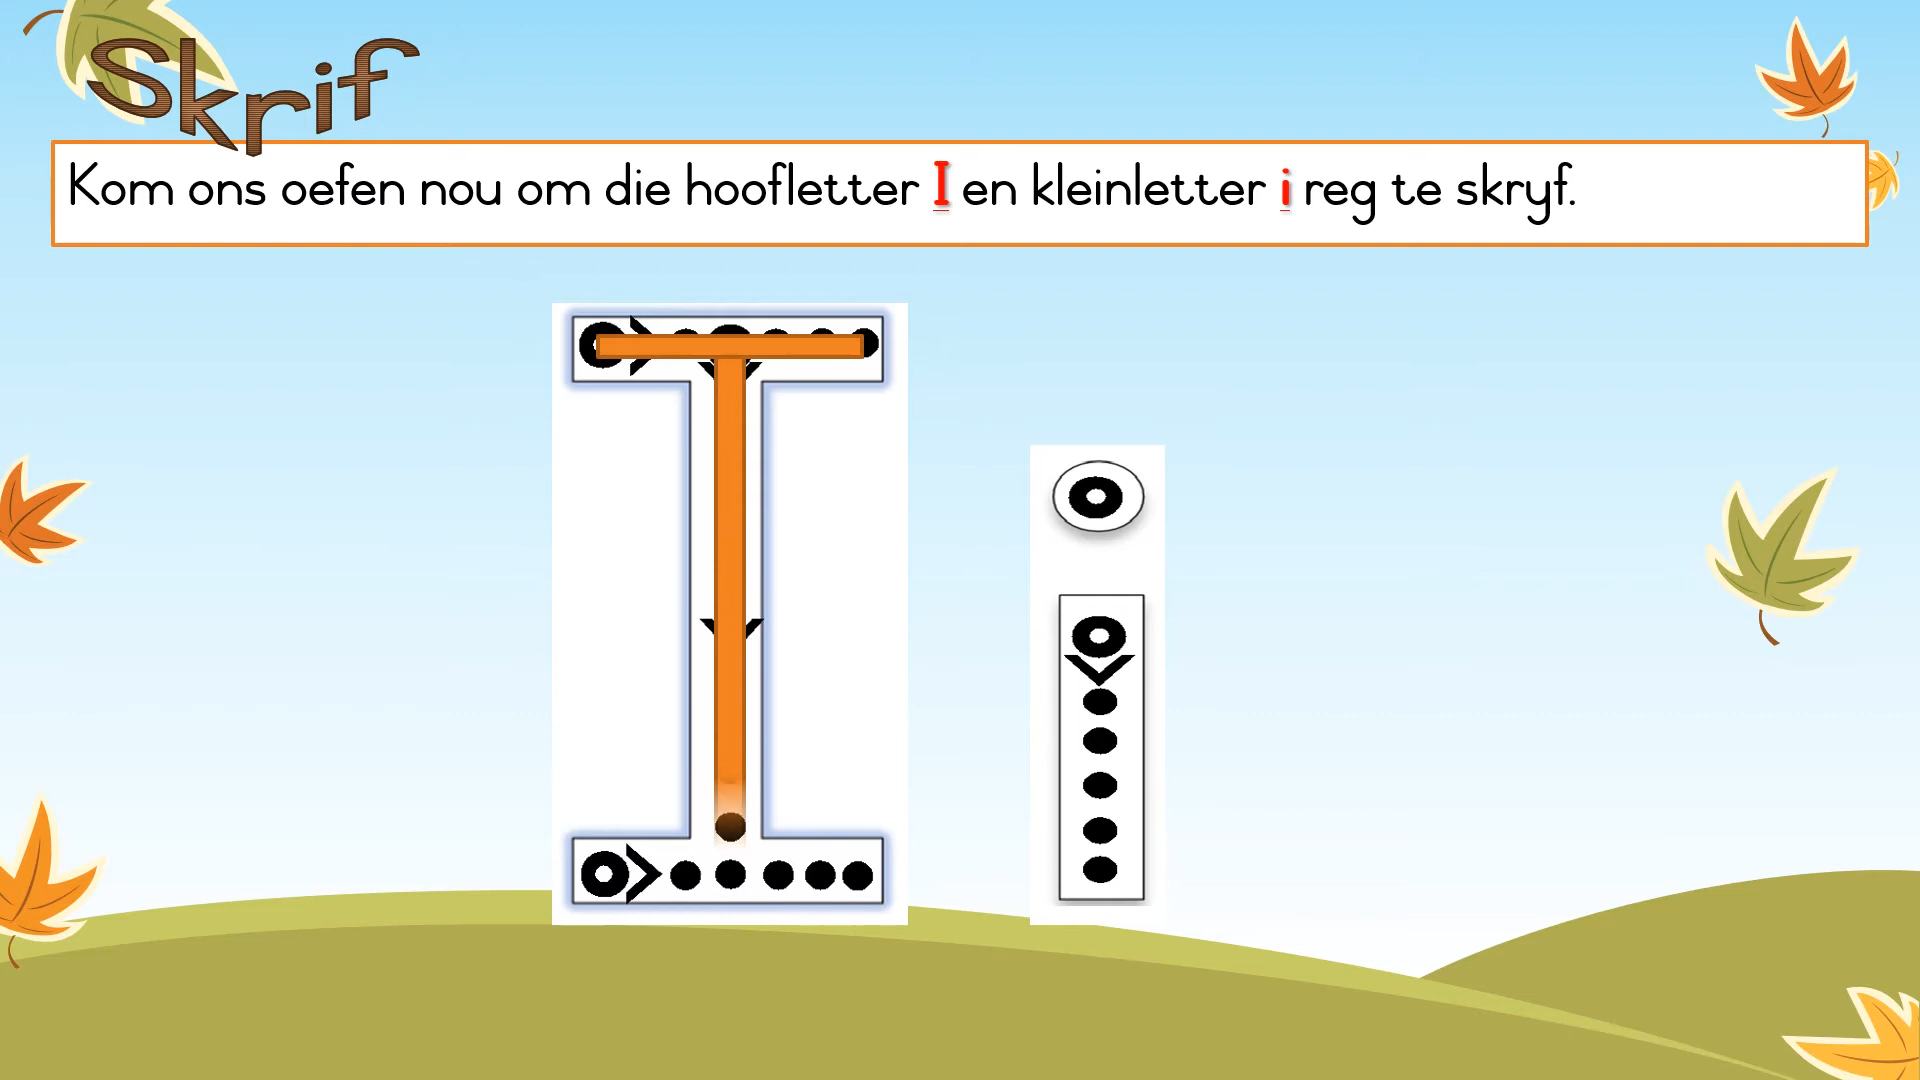 Skrif
Kom ons oefen nou om die hoofletter I en kleinletter i reg te skryf.
I i